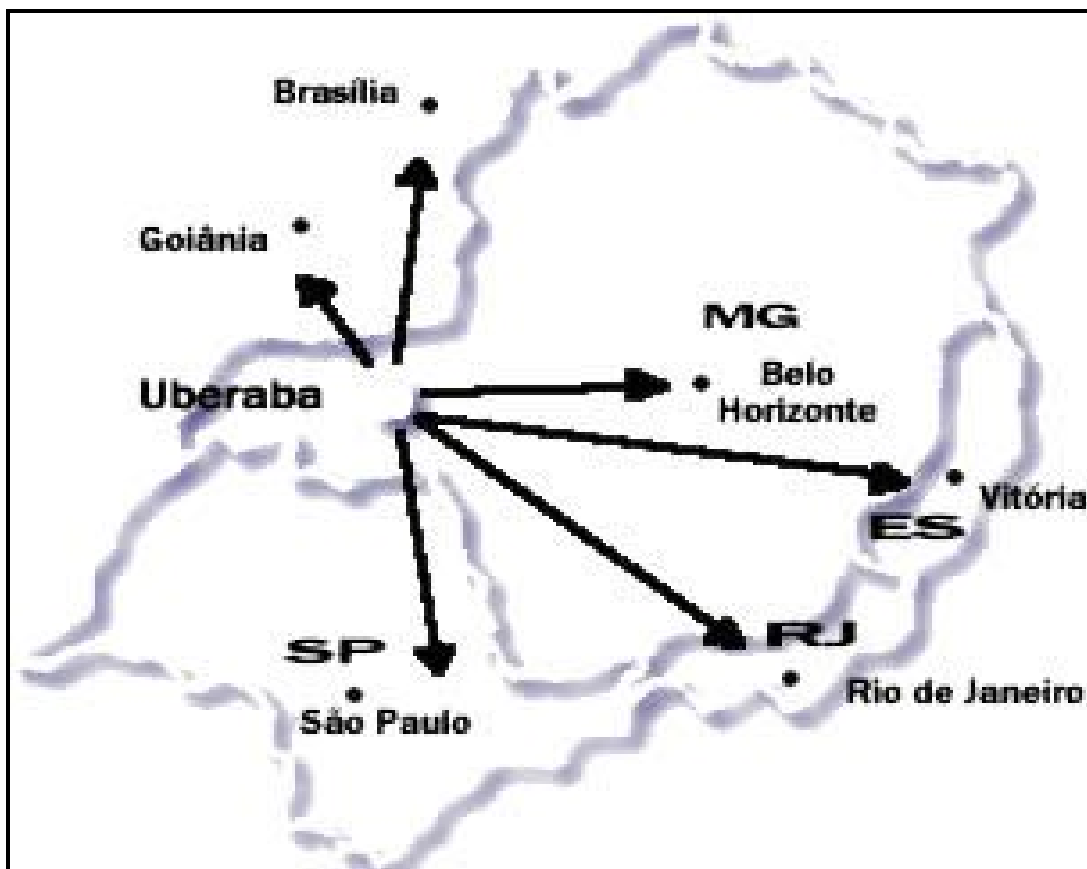 Brasília
Goiânia
MG
Uberaba
Belo
Horizonte
Vitória
ES
RJ
SP
Rio de Janeiro
São Paulo